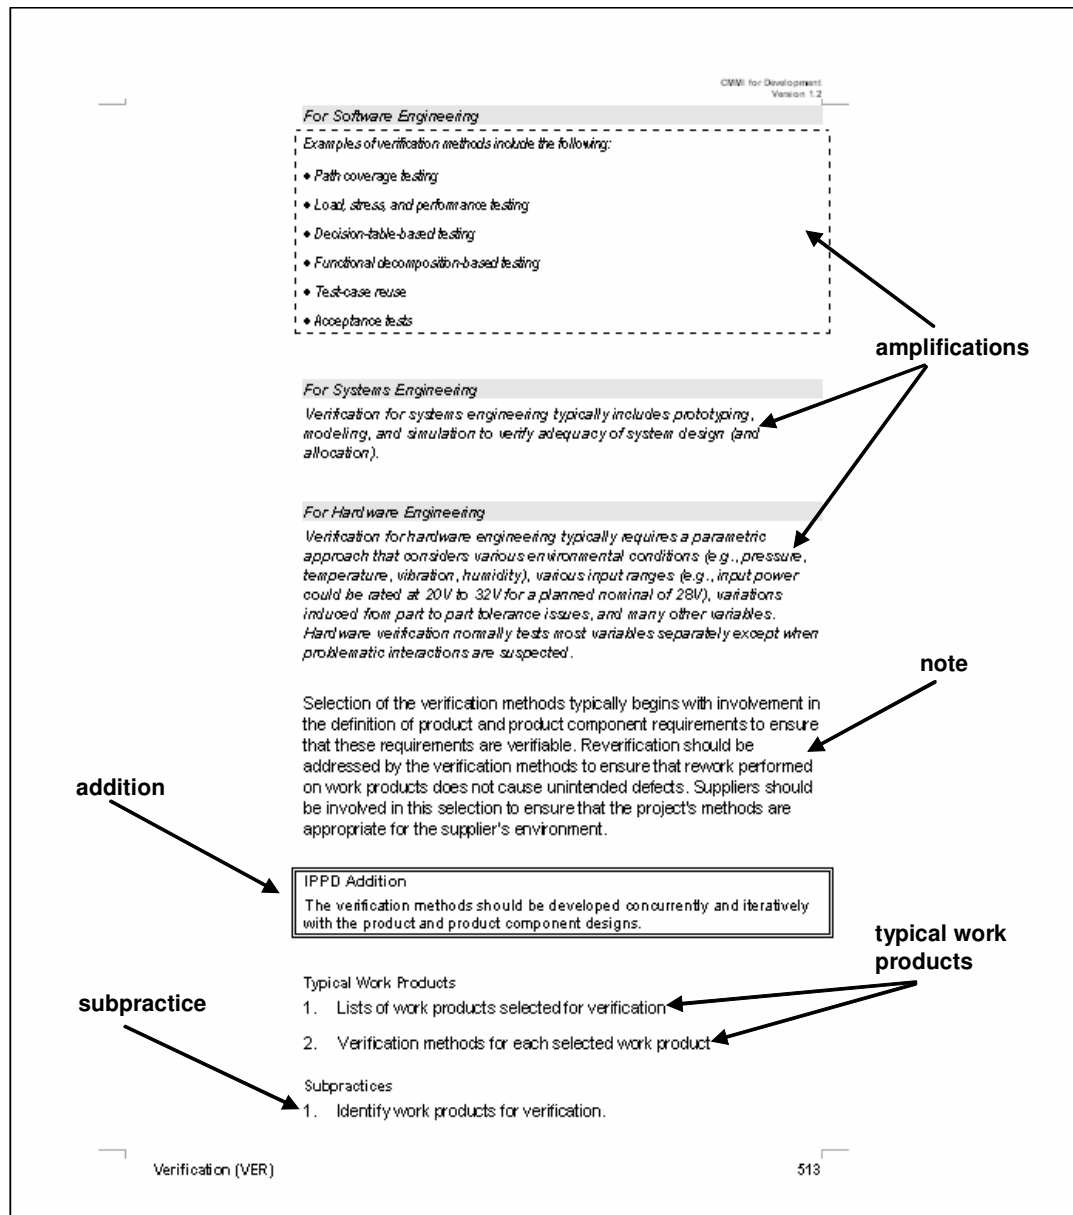 CMMI for Development
Version 1.2
For Software Engineering
Examples of verification methods include the following:
• Path coverage testing
• Load, stress, and performance testing
• Decision-table-based testing
• Functional decomposition-based testing
• Test-case reuse
• Acceptance tests
amplifications
For Systems Engineering
Verification for systems engineering typically includes prototyping,
modeling, and simulation to verify adequacy of system design (and
allocation).
For Hardware Engineering
Verification for hardware engineering typically requires a parametric
approach that considers various environmental conditions (e.g., pressure,
temperature, vibration, humidity), various input ranges (e.g., input power
could be rated at 20V to 32V for a planned nominal of 28V), variations
induced from part to part tolerance issues, and many other variables.
Hardware verification normally tests most variables separately except when
problematic interactions are suspected.
note
Selection of the verification methods typically begins with involvement in
the definition of product and product component requirements to ensure
that these requirements are verifiable. Reverification should be
addressed by the verification methods to ensure that rework performed
on work products does not cause unintended defects. Suppliers should
be involved in this selection to ensure that the project's methods are
appropriate for the supplier's environment.
addition
IPPD Addition
The verification methods should be developed concurrently and iteratively
with the product and product component designs.
typical work
products
Typical Work Products
1. Lists of work products selected for verification
2. Verification methods for each selected work product
subpractice
Subpractices
1. Identify work products for verification.
Verification (VER)
513